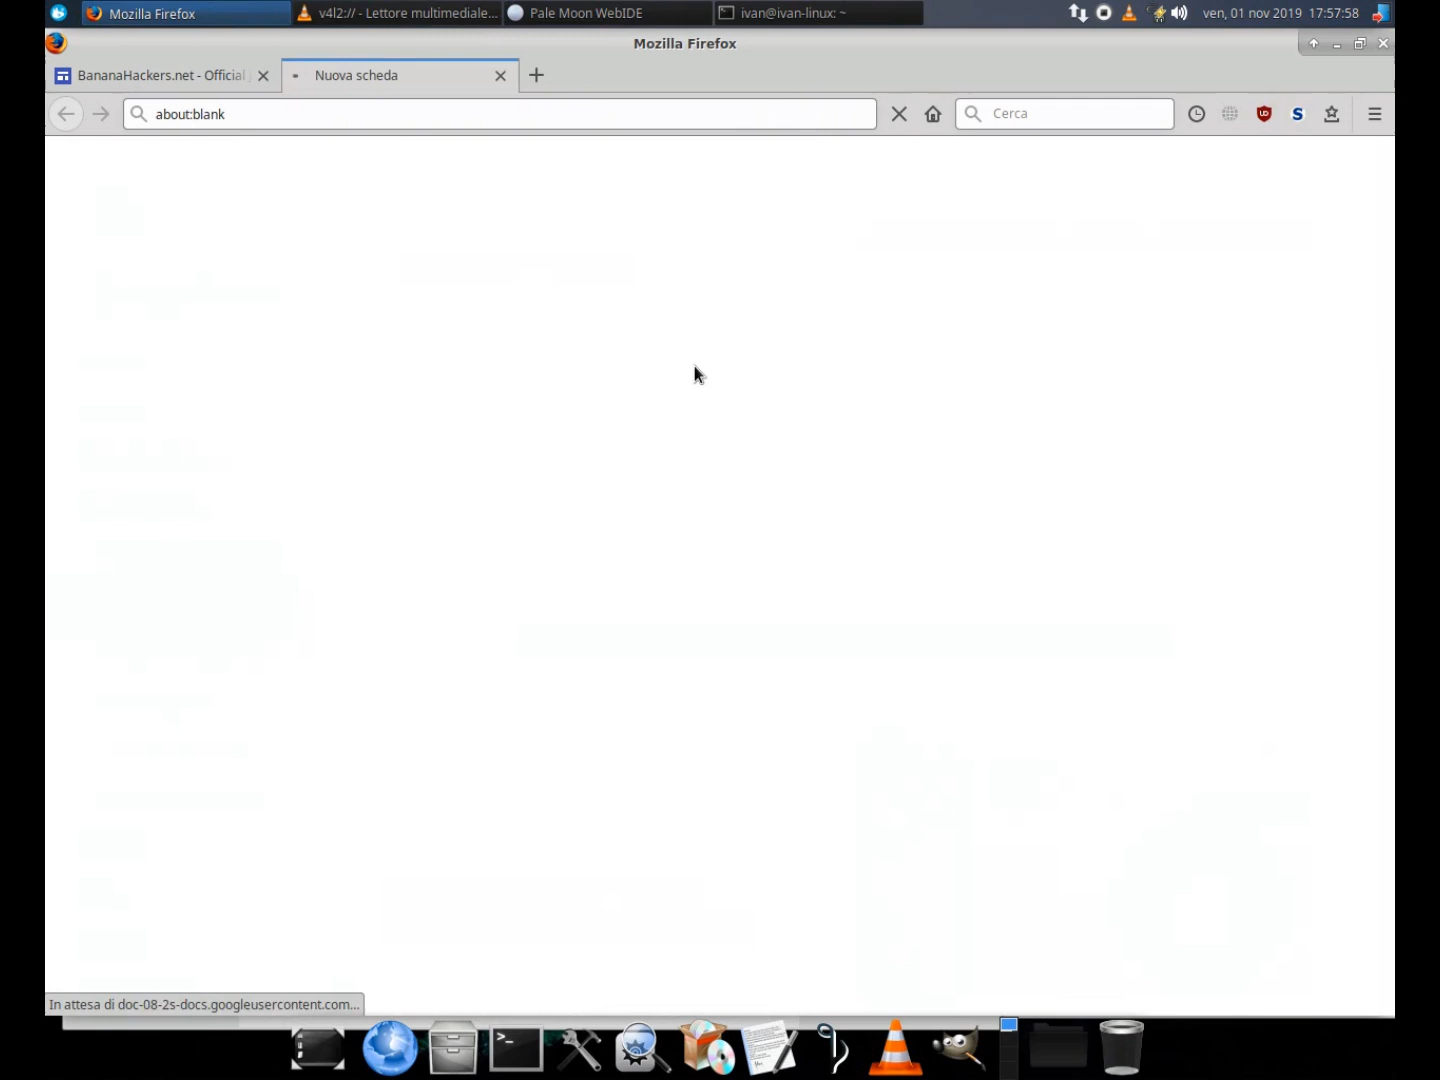 Mozilla Firefox
v4l2:// - Lettore multimediale...
Pale Moon WebIDE
ivan@ivan-linux: ~
ven, 01 nov 2019 17:57:58
Mozilla Firefox
BananaHackers.net - Official
Nuova scheda
about:blank
Cerca
S
In attesa di doc-08-2s-docs.googleusercontent.com...
>_